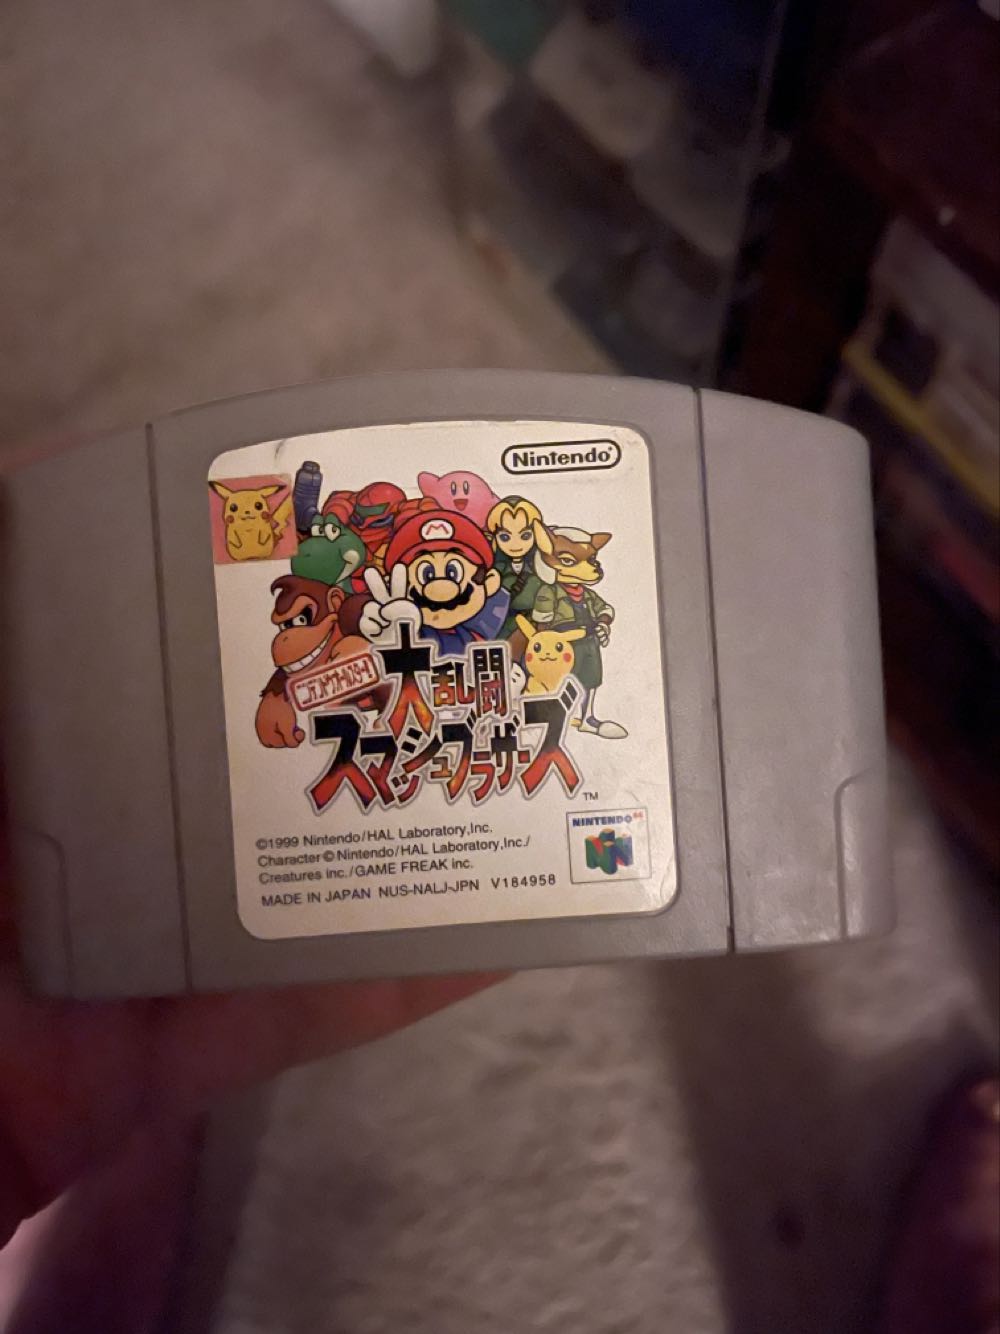 Nintendo
M
ニンテンドウオールスター!
大乱闘
スマッシュブラザーズ
TM
NINTENDO64
N
©1999 Nintendo/HAL Laboratory,Inc.
Character © Nintendo/HAL Laboratory,Inc./
Creatures inc./GAME FREAK inc.
MADE IN JAPAN NUS-NALJ-JPN V184958